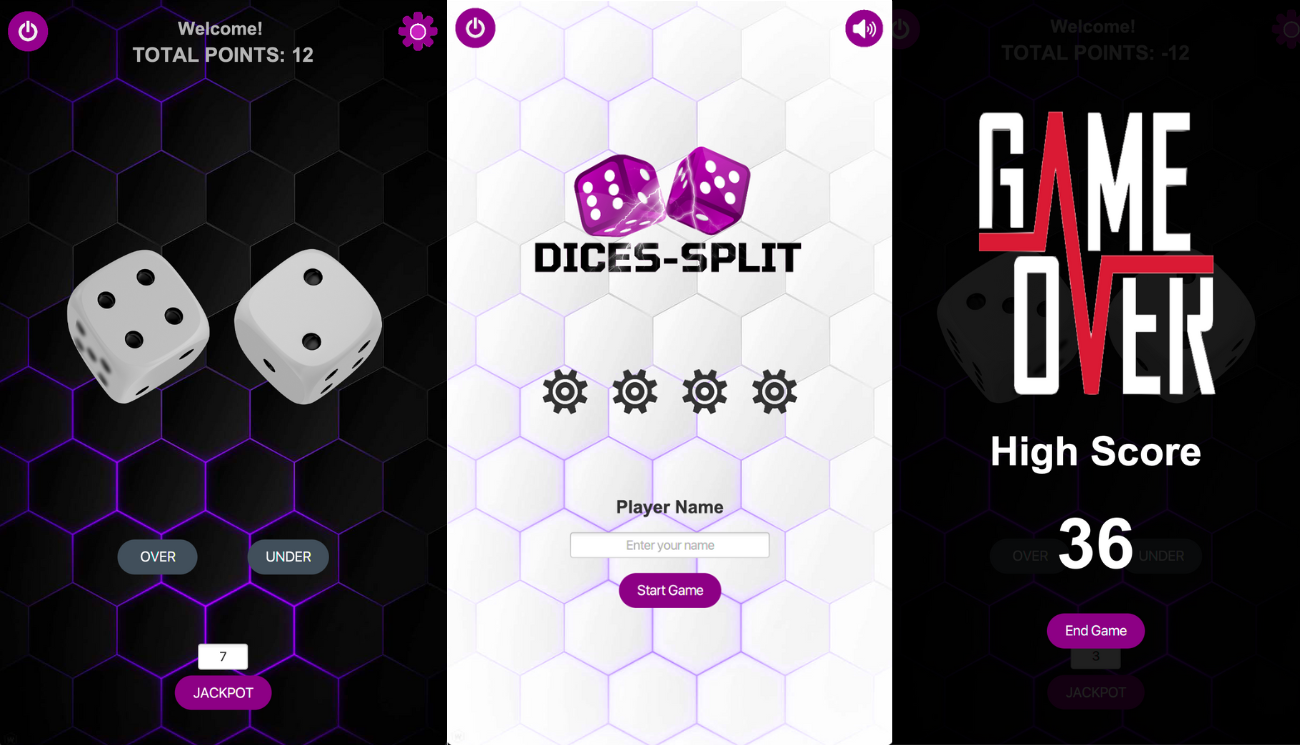 Welcome!
TOTAL POINTS: 12
OVER
UNDER
7
JACKPOT
DICES-SPLIT
Player Name
Enter your name
Start Game
Welcome!
TOTAL POINTS: -12
GAME
OVER
High Score
36
OVER
UNDER
End Game
3
JACKPOT